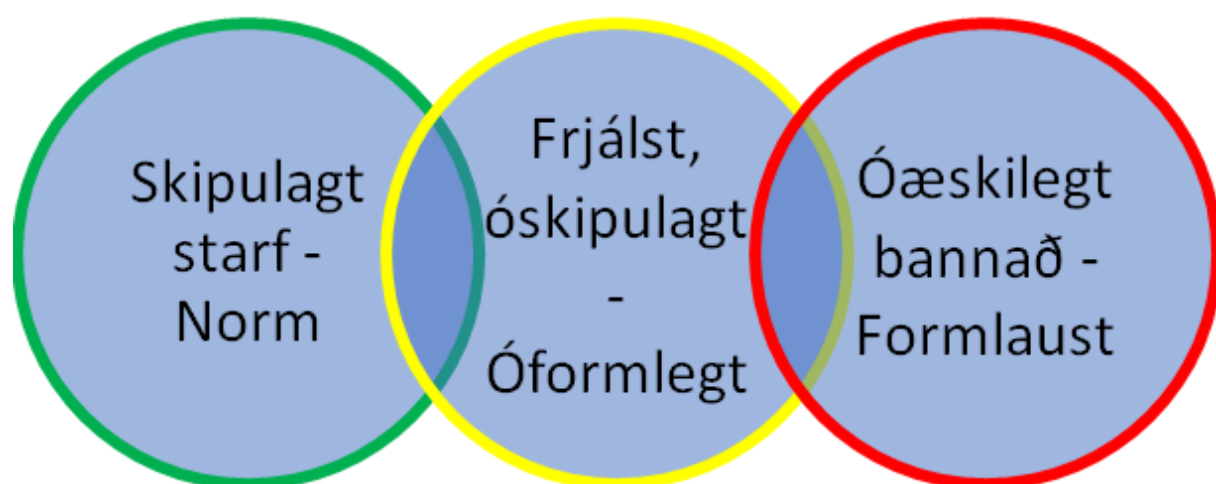 Skipulagt
starf -
Norm
Frjálst,
óskipulagt
-
Óformlegt
Óæskilegt
bannað -
Formlaust